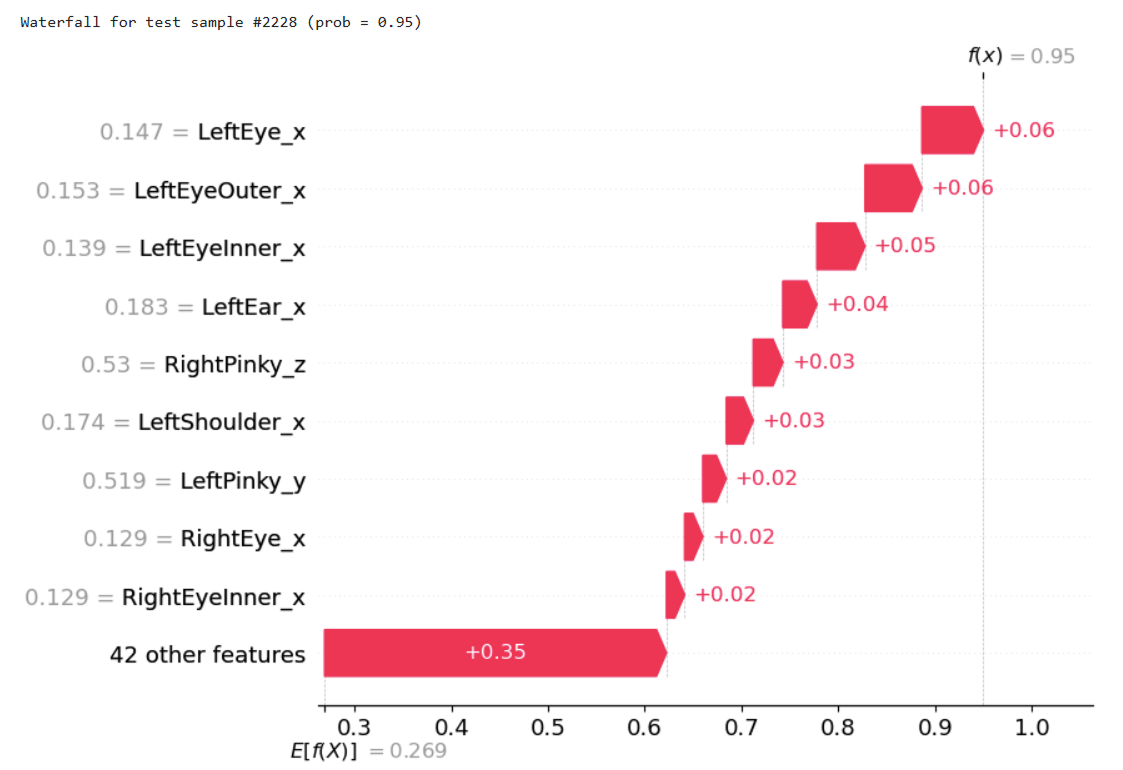 Waterfall for test sample #2228 (prob = 0.95)
f(x) = 0.95
0.147 = LeftEye_x +0.06
0.153 = LeftEyeOuter_x +0.06
0.139 = LeftEyeInner_x +0.05
0.183 = LeftEar_x +0.04
0.53 = RightPinky_z +0.03
0.174 = LeftShoulder_x +0.03
0.519 = LeftPinky_y +0.02
0.129 = RightEye_x +0.02
0.129 = RightEyeInner_x +0.02
42 other features +0.35
0.3 0.4 0.5 0.6 0.7 0.8 0.9 1.0
E[f(X)] = 0.269